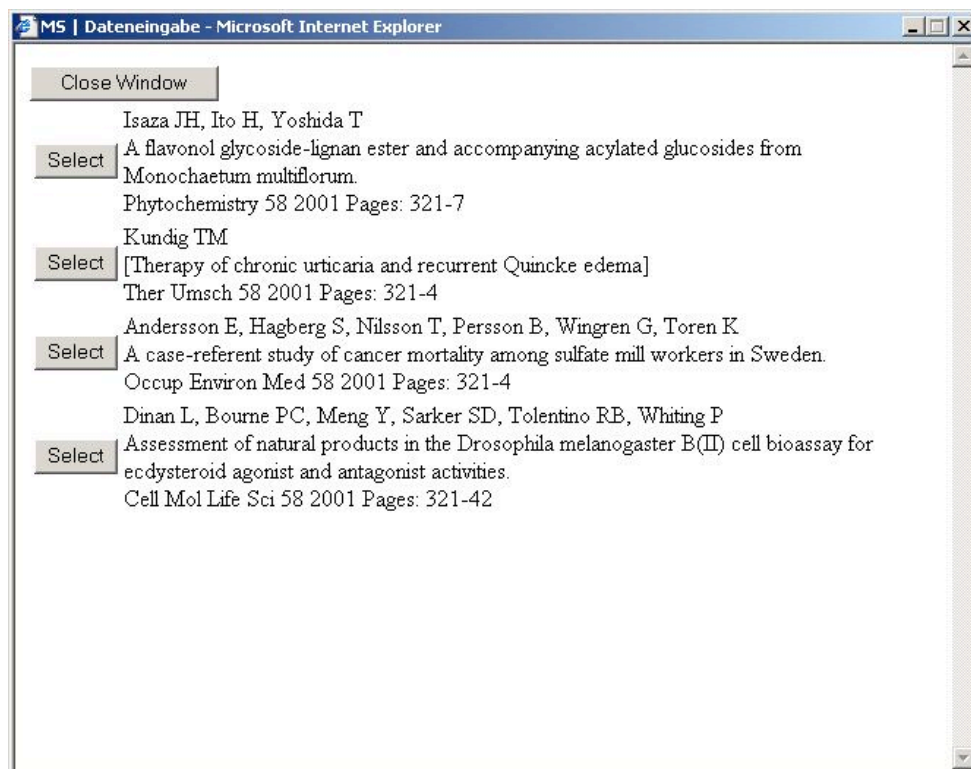 MS | Dateneingabe - Microsoft Internet Explorer
Close Window
Isaza JH, Ito H, Yoshida T
Select
A flavonol glycoside-lignan ester and accompanying acylated glucosides from
Monochaetum multiflorum.
Phytochemistry 58 2001 Pages: 321-7
Kundig TM
Select
[Therapy of chronic urticaria and recurrent Quincke edema]
Ther Umsch 58 2001 Pages: 321-4
Andersson E, Hagberg S, Nilsson T, Persson B, Wingren G, Toren K
Select
A case-referent study of cancer mortality among sulfate mill workers in Sweden.
Occup Environ Med 58 2001 Pages: 321-4
Dinan L, Bourne PC, Meng Y, Sarker SD, Tolentino RB, Whiting P
Select
Assessment of natural products in the Drosophila melanogaster B(II) cell bioassay for
ecdysteroid agonist and antagonist activities.
Cell Mol Life Sci 58 2001 Pages: 321-42